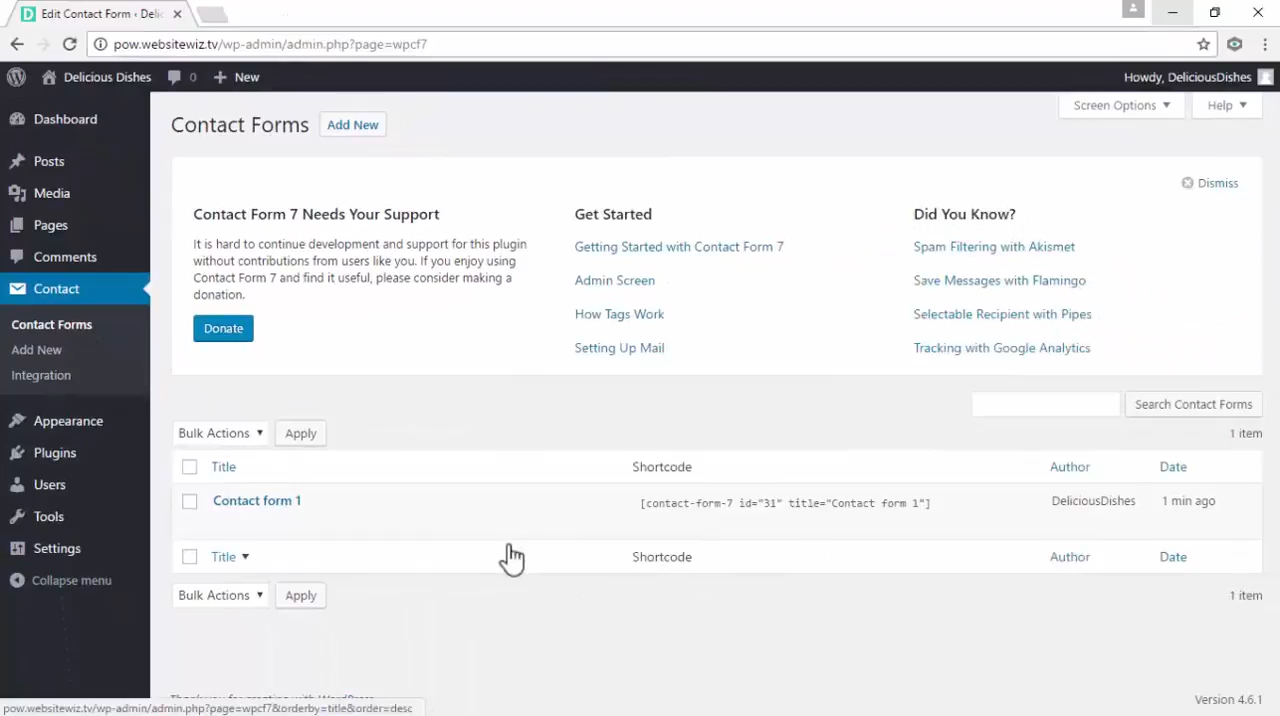 Edit Contact Form ‹ Deli
pow.websitewiz.tv/wp-admin/admin.php?page=wpcf7
Delicious Dishes
0
New
Howdy, DeliciousDishes
Dashboard
Posts
Media
Pages
Comments
Contact
Contact Forms
Add New
Integration
Appearance
Plugins
Users
Tools
Settings
Collapse menu
Screen Options
Help
Contact Forms
Add New
Dismiss
Contact Form 7 Needs Your Support
It is hard to continue development and support for this plugin
without contributions from users like you. If you enjoy using
Contact Form 7 and find it useful, please consider making a
donation.
Donate
Get Started
Getting Started with Contact Form 7
Admin Screen
How Tags Work
Setting Up Mail
Did You Know?
Spam Filtering with Akismet
Save Messages with Flamingo
Selectable Recipient with Pipes
Tracking with Google Analytics
Search Contact Forms
Bulk Actions
Apply
1 item
Title
Shortcode
Author
Date
Contact form 1
[contact-form-7 id="31" title="Contact form 1"]
DeliciousDishes
1 min ago
Title
Shortcode
Author
Date
Bulk Actions
Apply
1 item
Thank you for creating with WordPress.
Version 4.6.1
pow.websitewiz.tv/wp-admin/admin.php?page=wpcf7&orderby=title&order=desc